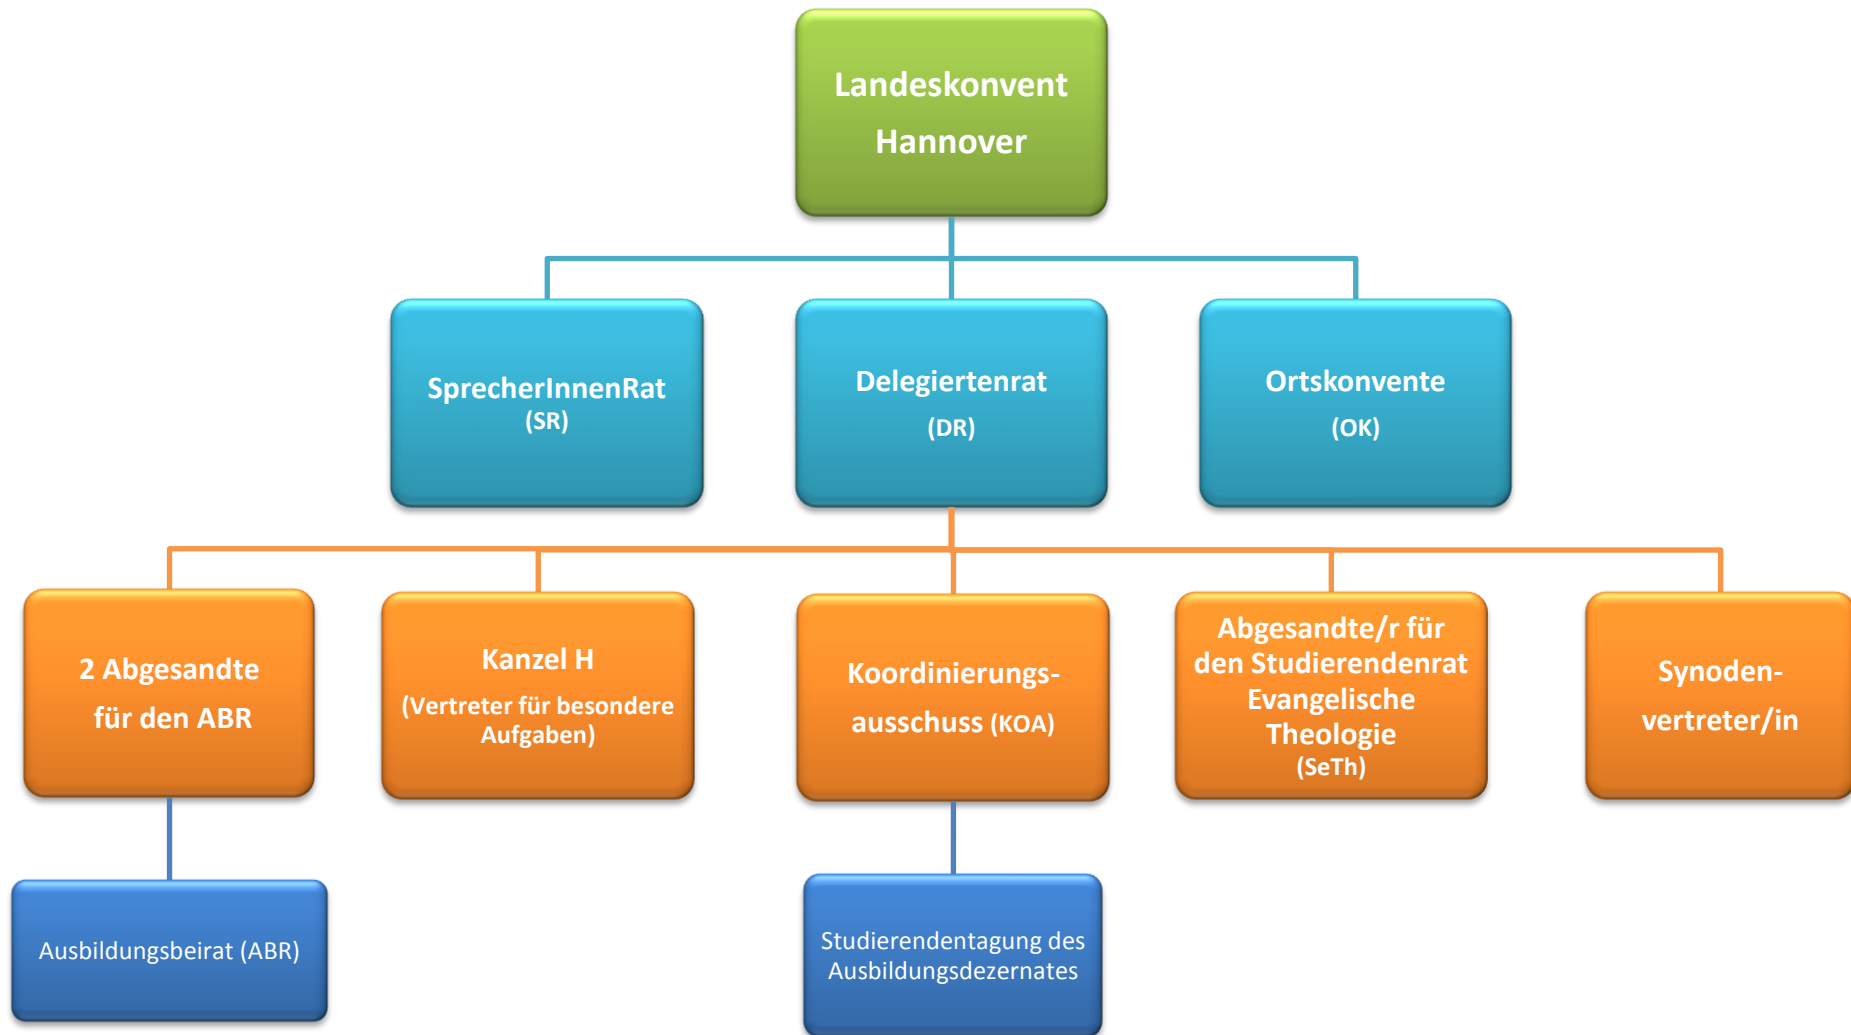 Landeskonvent
Hannover
SprecherInnenRat
(SR)
Delegiertenrat
(DR)
Ortskonvente
(OK)
2 Abgesandte
für den ABR
Kanzel H
(Vertreter für besondere
Aufgaben)
Koordinierungs-
ausschuss (KOA)
Abgesandte/r für
den Studierendenrat
Evangelische
Theologie
(SeTh)
Synoden-
vertreter/in
Ausbildungsbeirat (ABR)
Studierendentagung des
Ausbildungsdezernates